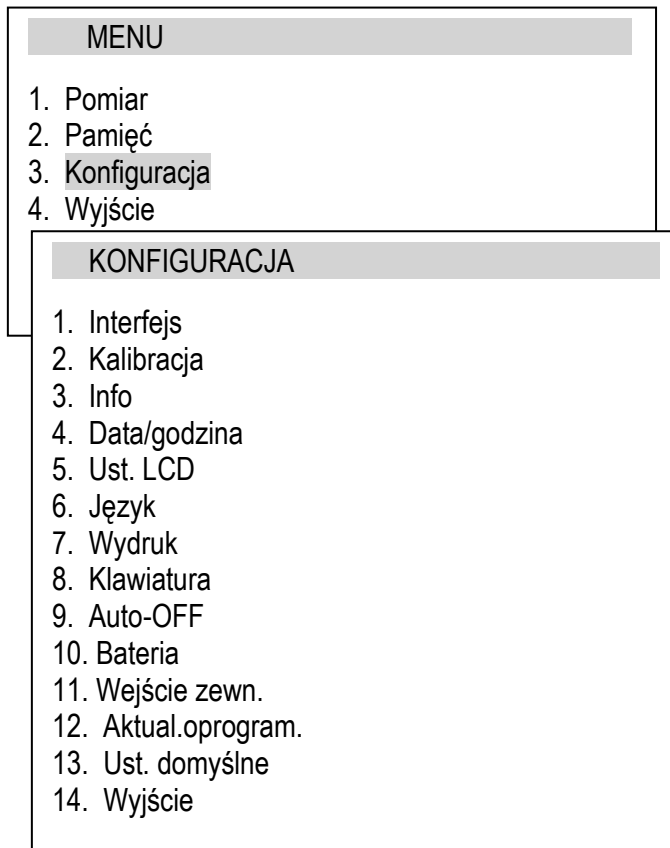 MENU
1. Pomiar
2. Pamięć
3. Konfiguracja
4. Wyjście
KONFIGURACJA
1. Interfejs
2. Kalibracja
3. Info
4. Data/godzina
5. Ust. LCD
6. Język
7. Wydruk
8. Klawiatura
9. Auto-OFF
10. Bateria
11. Wejście zewn.
12. Aktual.oprogram.
13. Ust. domyślne
14. Wyjście